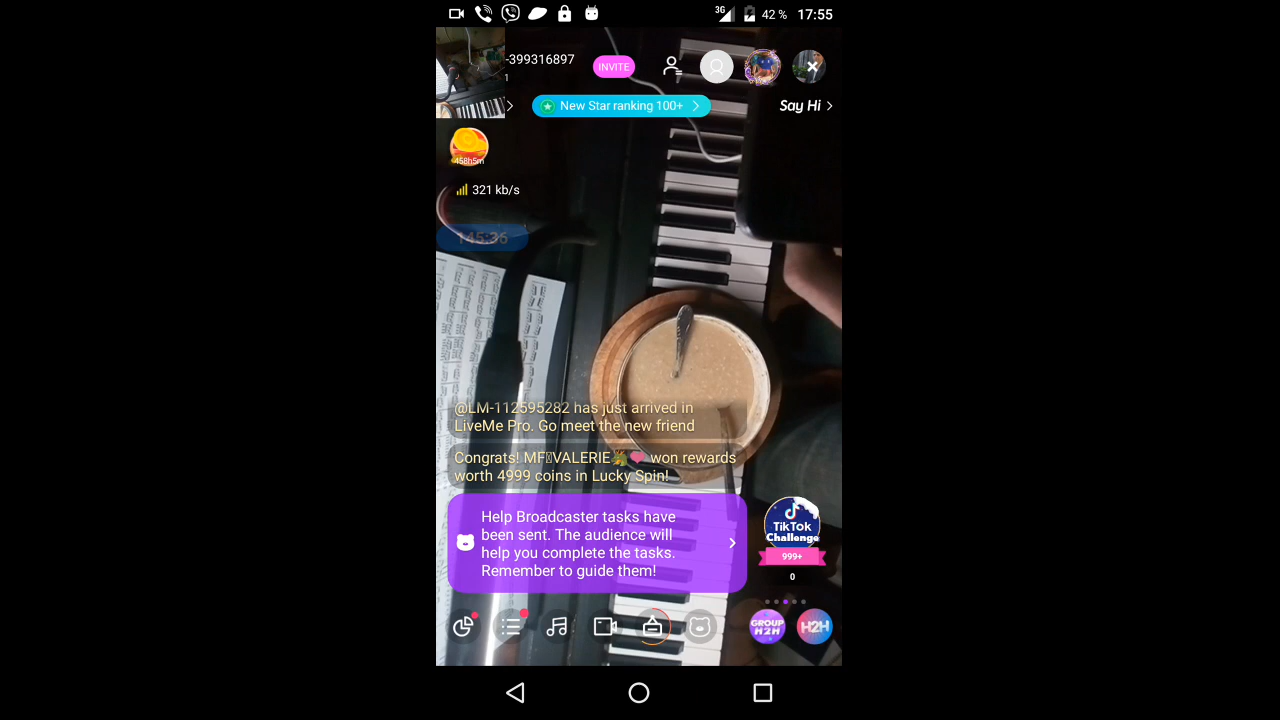 3G 42 % 17:55
-399316897
1
INVITE
New Star ranking 100+
Say Hi
458h5m
321 kb/s
145:36
@LM-112595282 has just arrived in
LiveMe Pro. Go meet the new friend
Congrats! MF VALERIE🍍💗 won rewards
worth 4999 coins in Lucky Spin!
Help Broadcaster tasks have
been sent. The audience will
help you complete the tasks.
Remember to guide them!
TikTok
Challenge
999+
0
GROUP
H2H
H2H